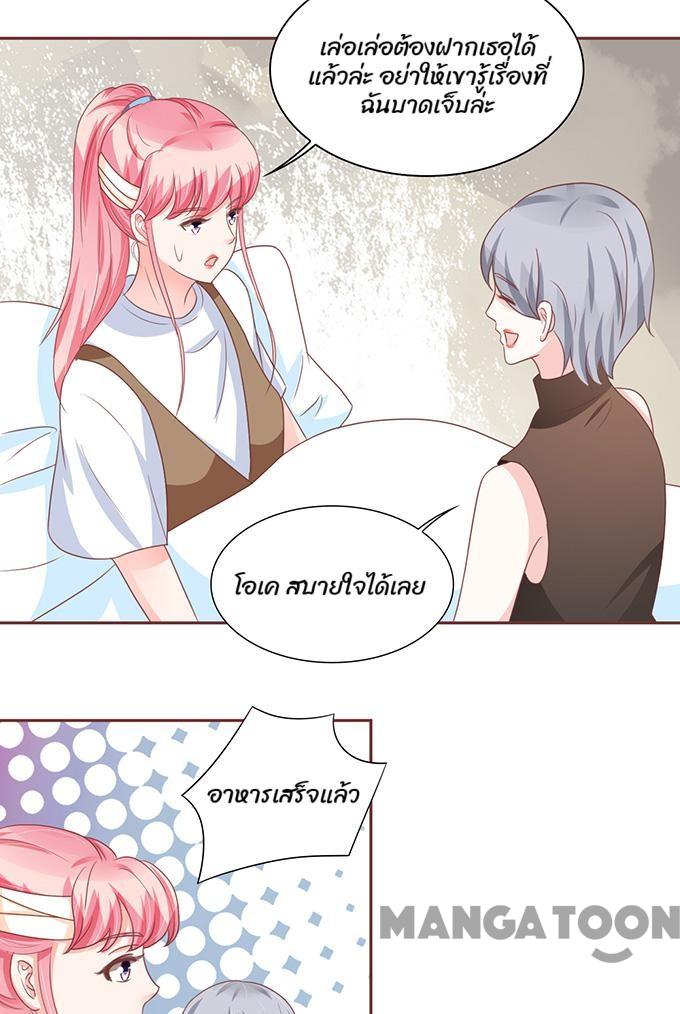 เล่อเล่อต้องฝากเธอได้
แล้วล่ะ อย่าให้เขารู้เรื่องที่
ฉันบาดเจ็บล่ะ
โอเค สบายใจได้เลย
อาหารเสร็จแล้ว
MANGATOON